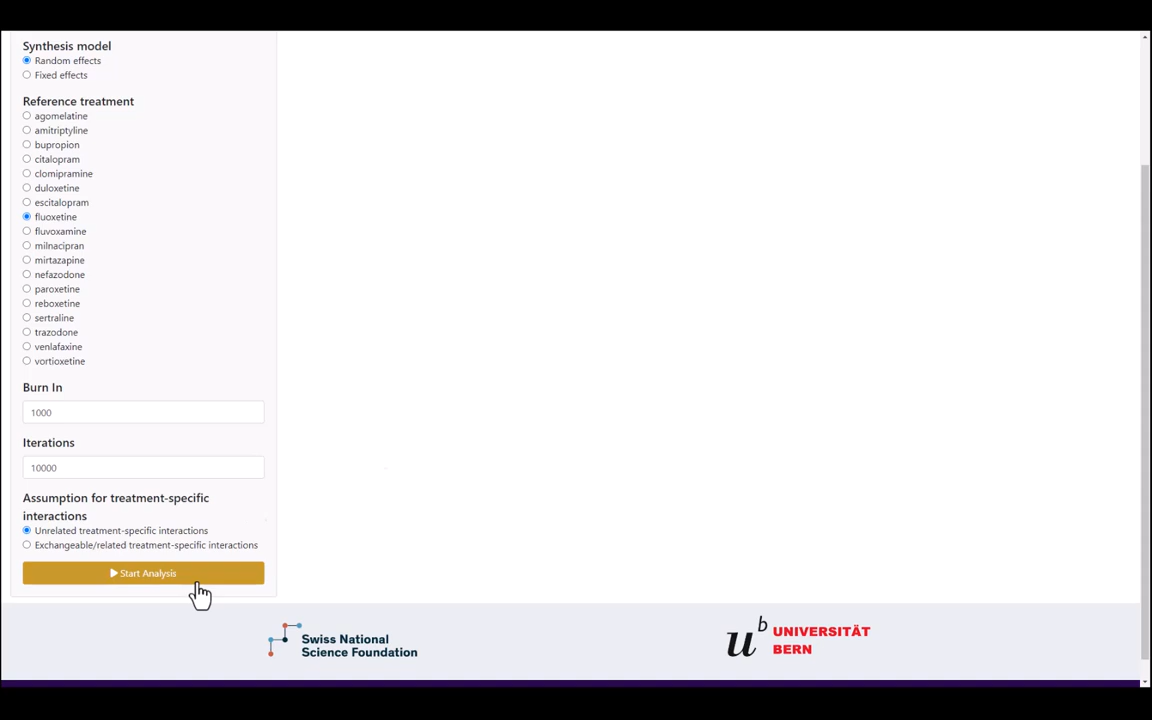 Synthesis model
Random effects
Fixed effects
Reference treatment
agomelatine
amitriptyline
bupropion
citalopram
clomipramine
duloxetine
escitalopram
fluoxetine
fluvoxamine
milnacipran
mirtazapine
nefazodone
paroxetine
reboxetine
sertraline
trazodone
venlafaxine
vortioxetine
Burn In
1000
Iterations
10000
Assumption for treatment-specific
interactions
Unrelated treatment-specific interactions
Exchangeable/related treatment-specific interactions
Start Analysis
Swiss National
Science Foundation
u b
UNIVERSITÄT
BERN